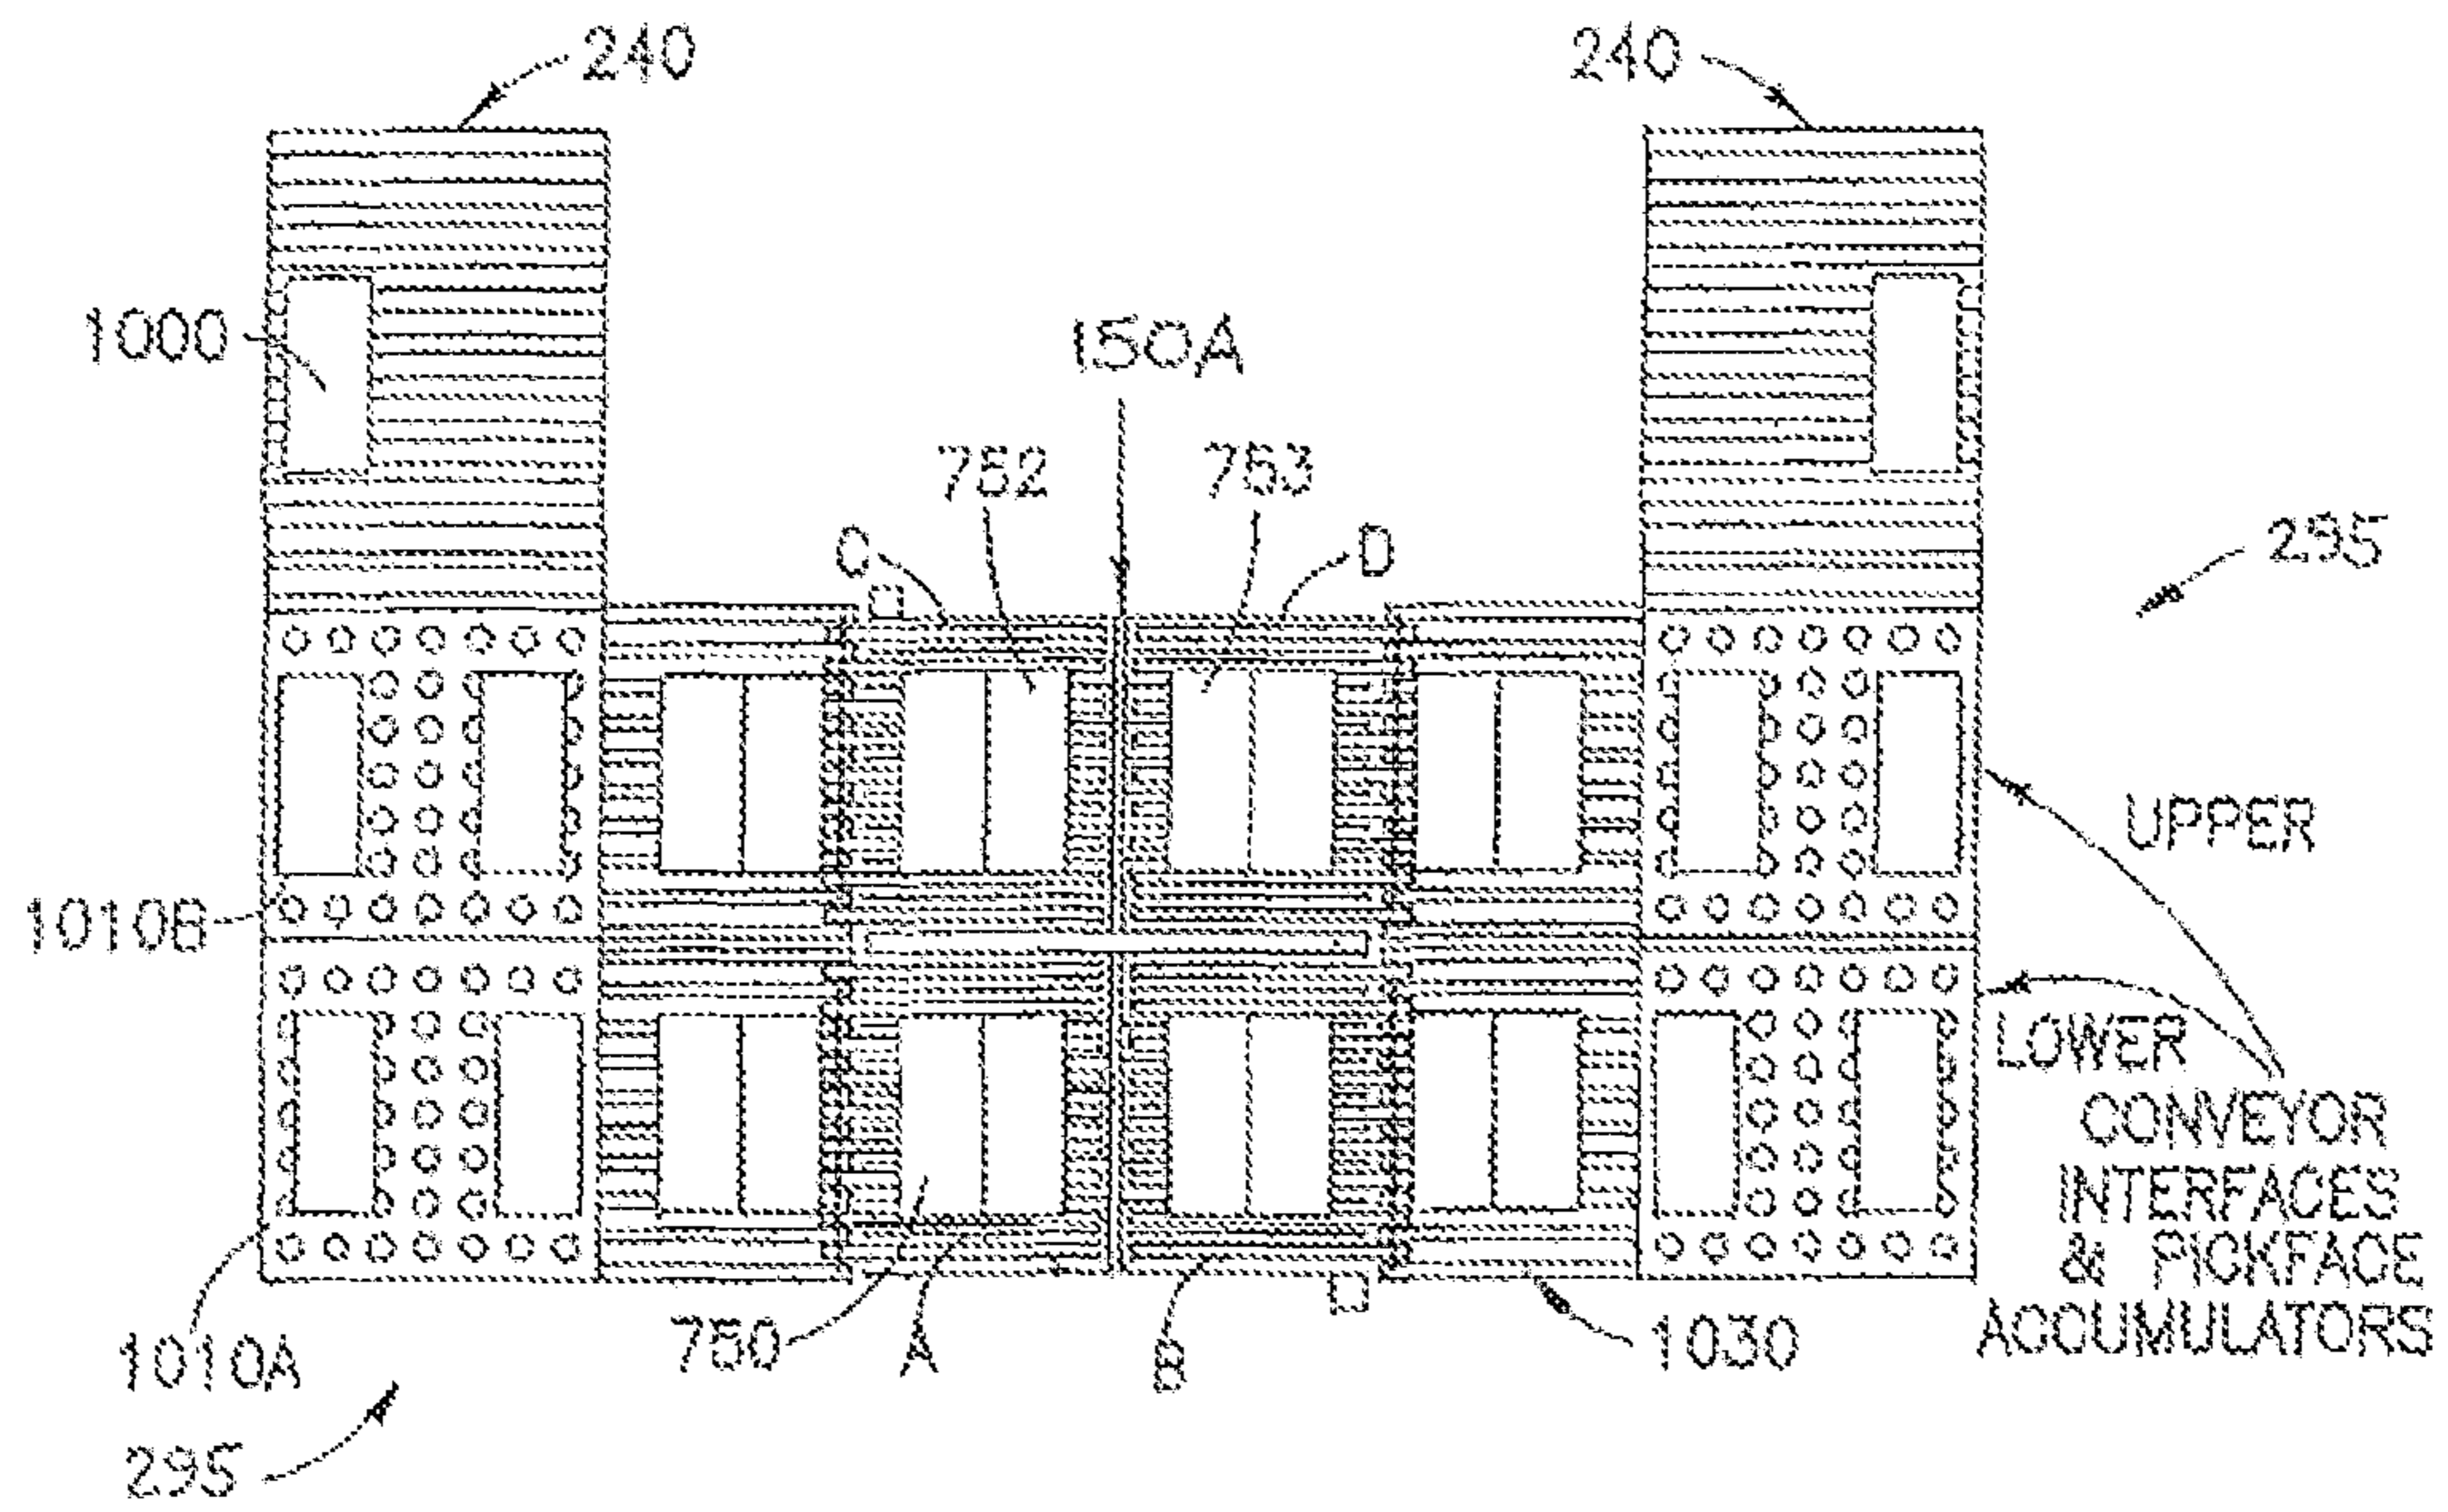 240
240
1000
150A
752
753
C
D
295
UPPER
1010B
LOWER
CONVEYOR
INTERFACES
& PICKFACE
ACCUMULATORS
1010A
750
A
B
1030
295